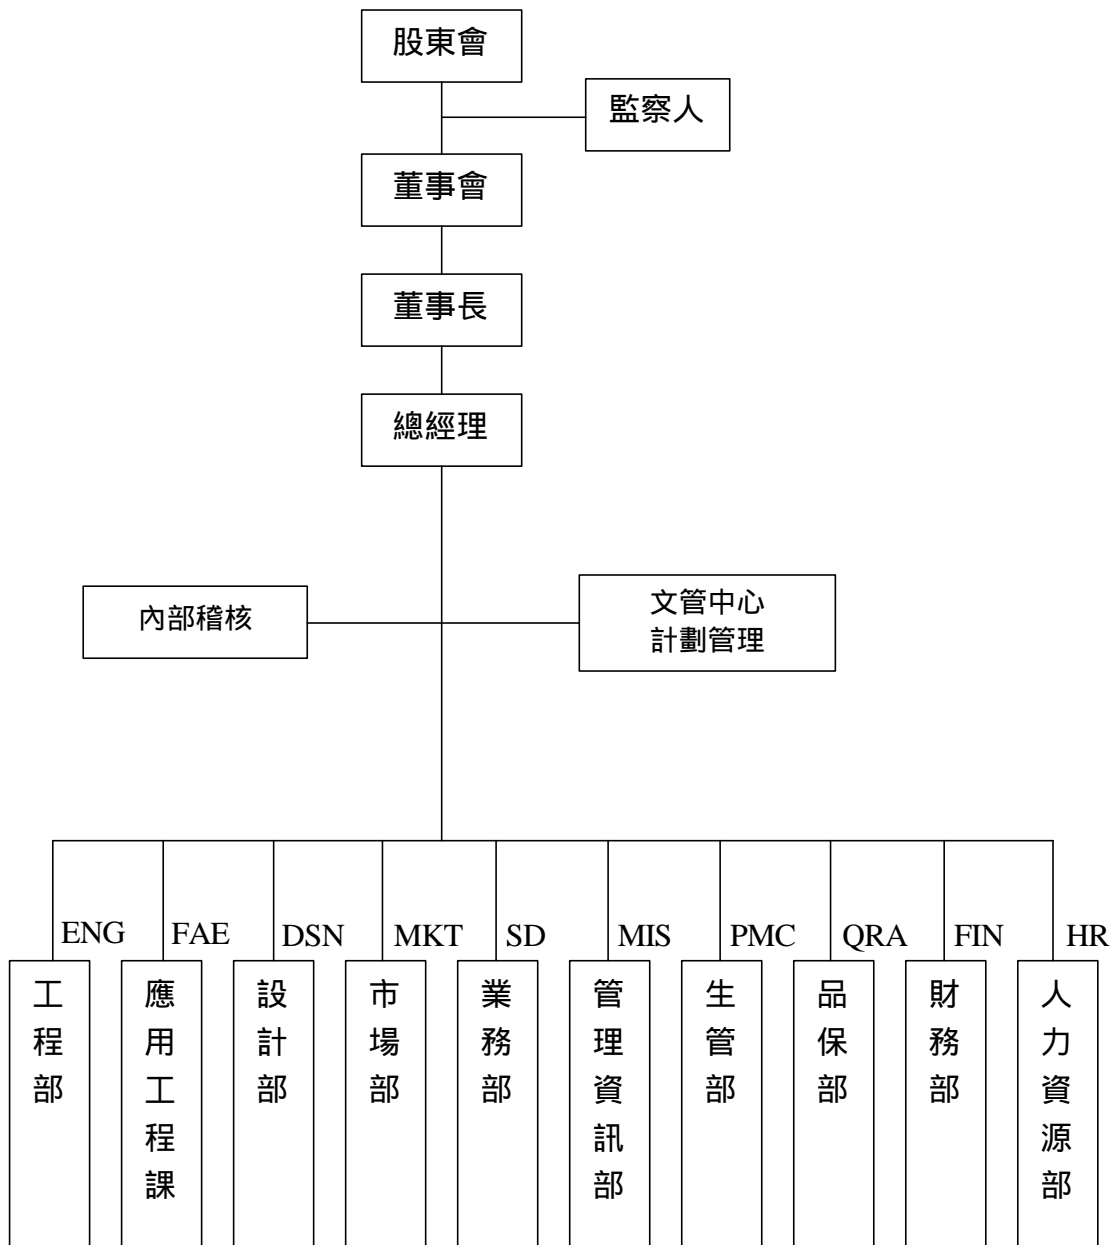 股東會
監察人
董事會
董事長
總經理
內部稽核
文管中心
計劃管理
ENG
FAE
DSN
MKT
SD
MIS
PMC
QRA
FIN
HR
工程部
應用工程課
設計部
市場部
業務部
管理資訊部
生管部
品保部
財務部
人力資源部